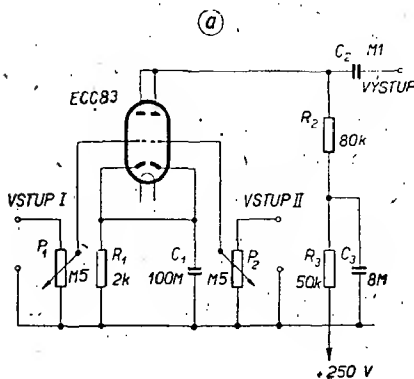 a
C2 M1
ECC83
VÝSTUP
R2
80k
VSTUP I
VSTUP II
P1
M5
R1
2k
C1
100M
M5
P2
R3
50k
C3
8M
+250 V